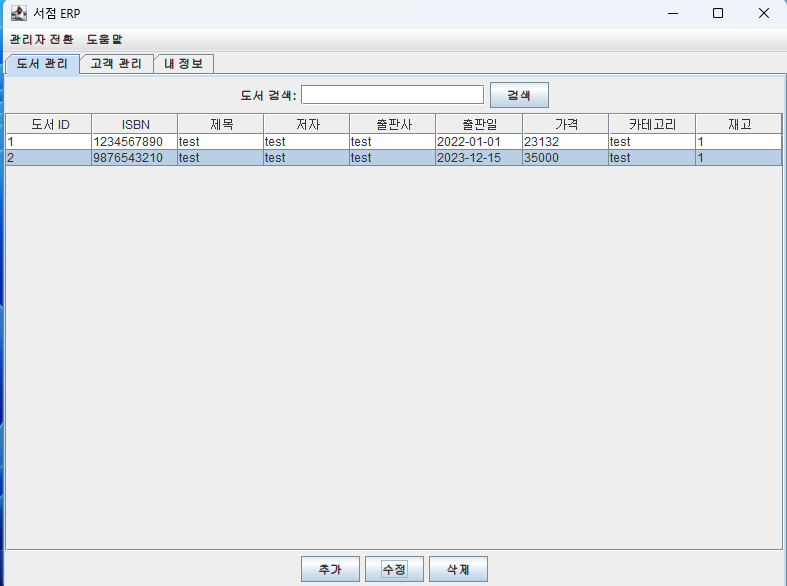 서점 ERP
관리자 전환 도움말
도서 관리 고객 관리 내 정보
도서 검색: 검색
도서 ID ISBN 제목 저자 출판사 출판일 가격 카테고리 재고
1 1234567890 test test test 2022-01-01 23132 test 1
2 9876543210 test test test 2023-12-15 35000 test 1
추가 수정 삭제